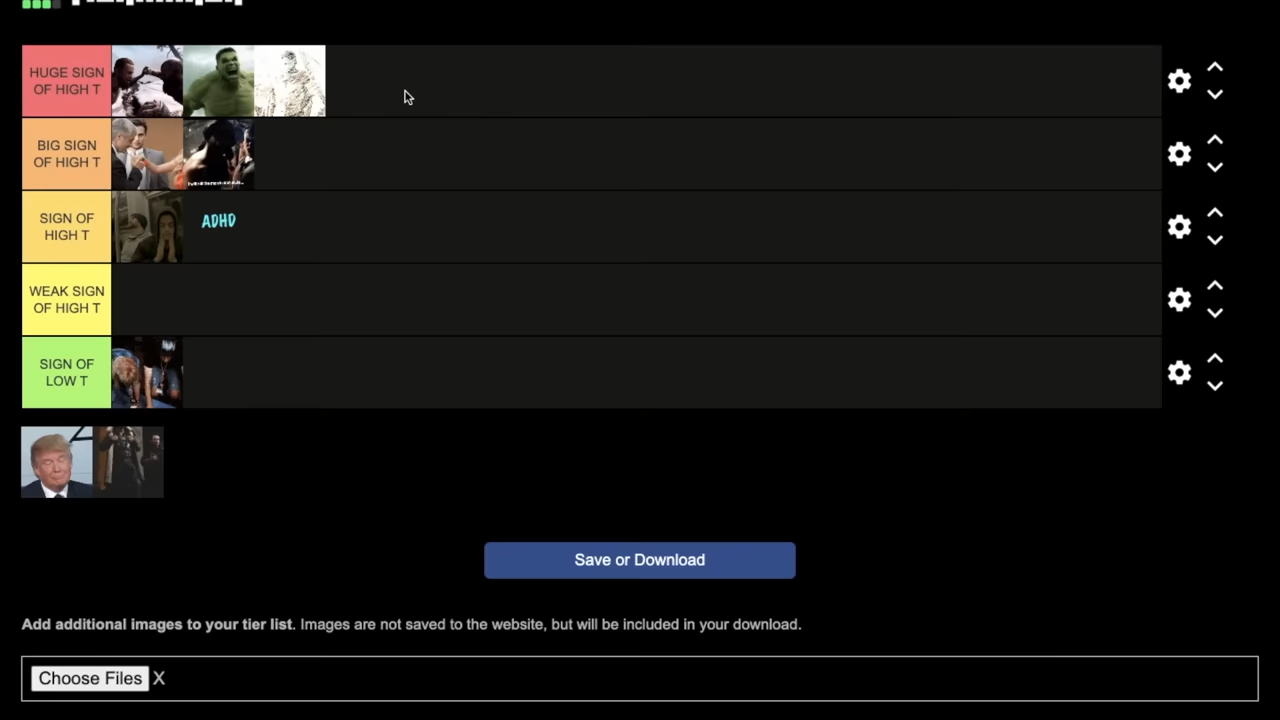 HUGE SIGN
OF HIGH T
BIG SIGN
OF HIGH T
SIGN OF
HIGH T
ADHD
WEAK SIGN
OF HIGH T
SIGN OF
LOW T
Save or Download
Add additional images to your tier list. Images are not saved to the website, but will be included in your download.
Choose Files X